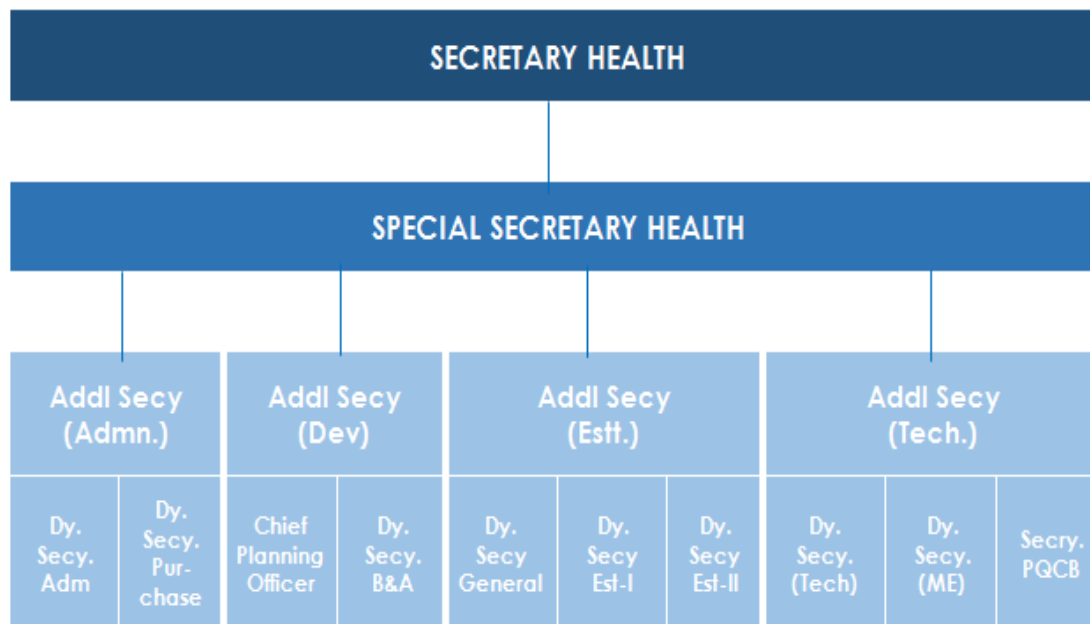 SECRETARY HEALTH
SPECIAL SECRETARY HEALTH
Addl Secy
(Admn.)
Addl Secy
(Dev)
Addl Secy
(Estt.)
Addl Secy
(Tech.)
Dy.
Secy.
Adm
Dy.
Secy.
Pur-
chase
Chief
Planning
Officer
Dy.
Secy.
B&A
Dy.
Secy
General
Dy.
Secy
Est-I
Dy.
Secy
Est-II
Dy.
Secy.
(Tech)
Dy.
Secy.
(ME)
Secry.
PQCB